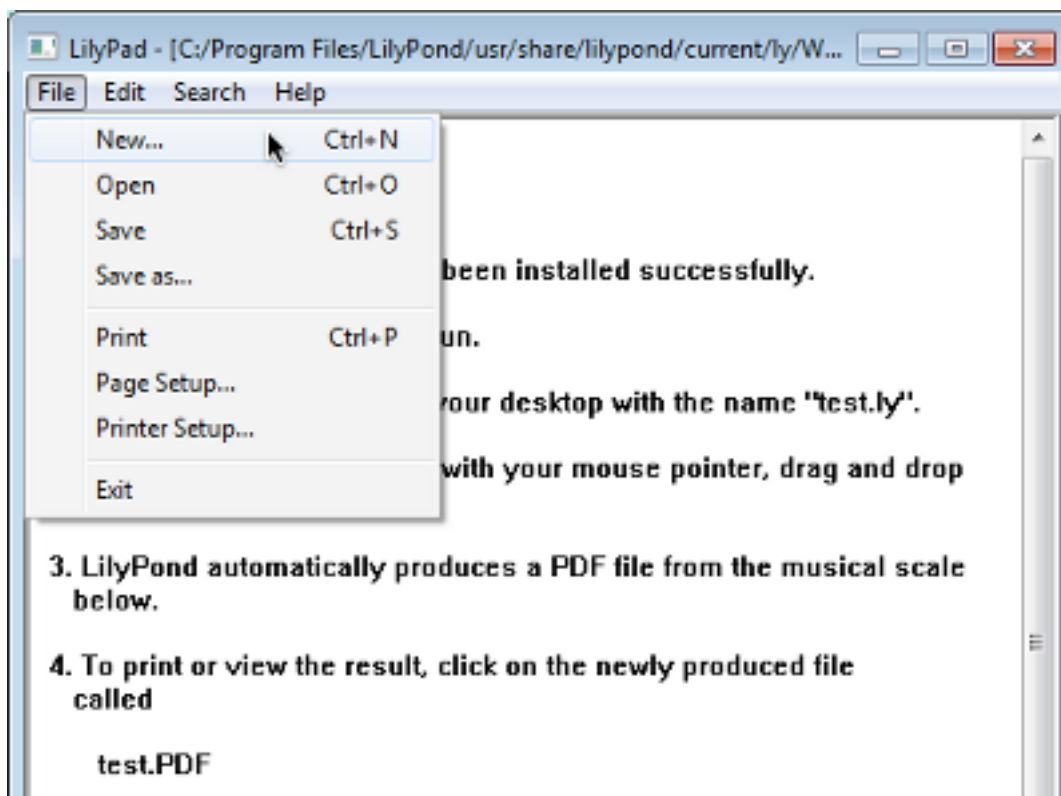 LilyPad - [C:/Program Files/LilyPond/usr/share/lilypond/current/ly/W...
File Edit Search Help
New... Ctrl+N
Open Ctrl+O
Save Ctrl+S
Save as...
been installed successfully.
Print Ctrl+P
un.
Page Setup...
your desktop with the name "test.ly".
Printer Setup...
with your mouse pointer, drag and drop
Exit
3. LilyPond automatically produces a PDF file from the musical scale
below.
4. To print or view the result, click on the newly produced file
called
test.PDF